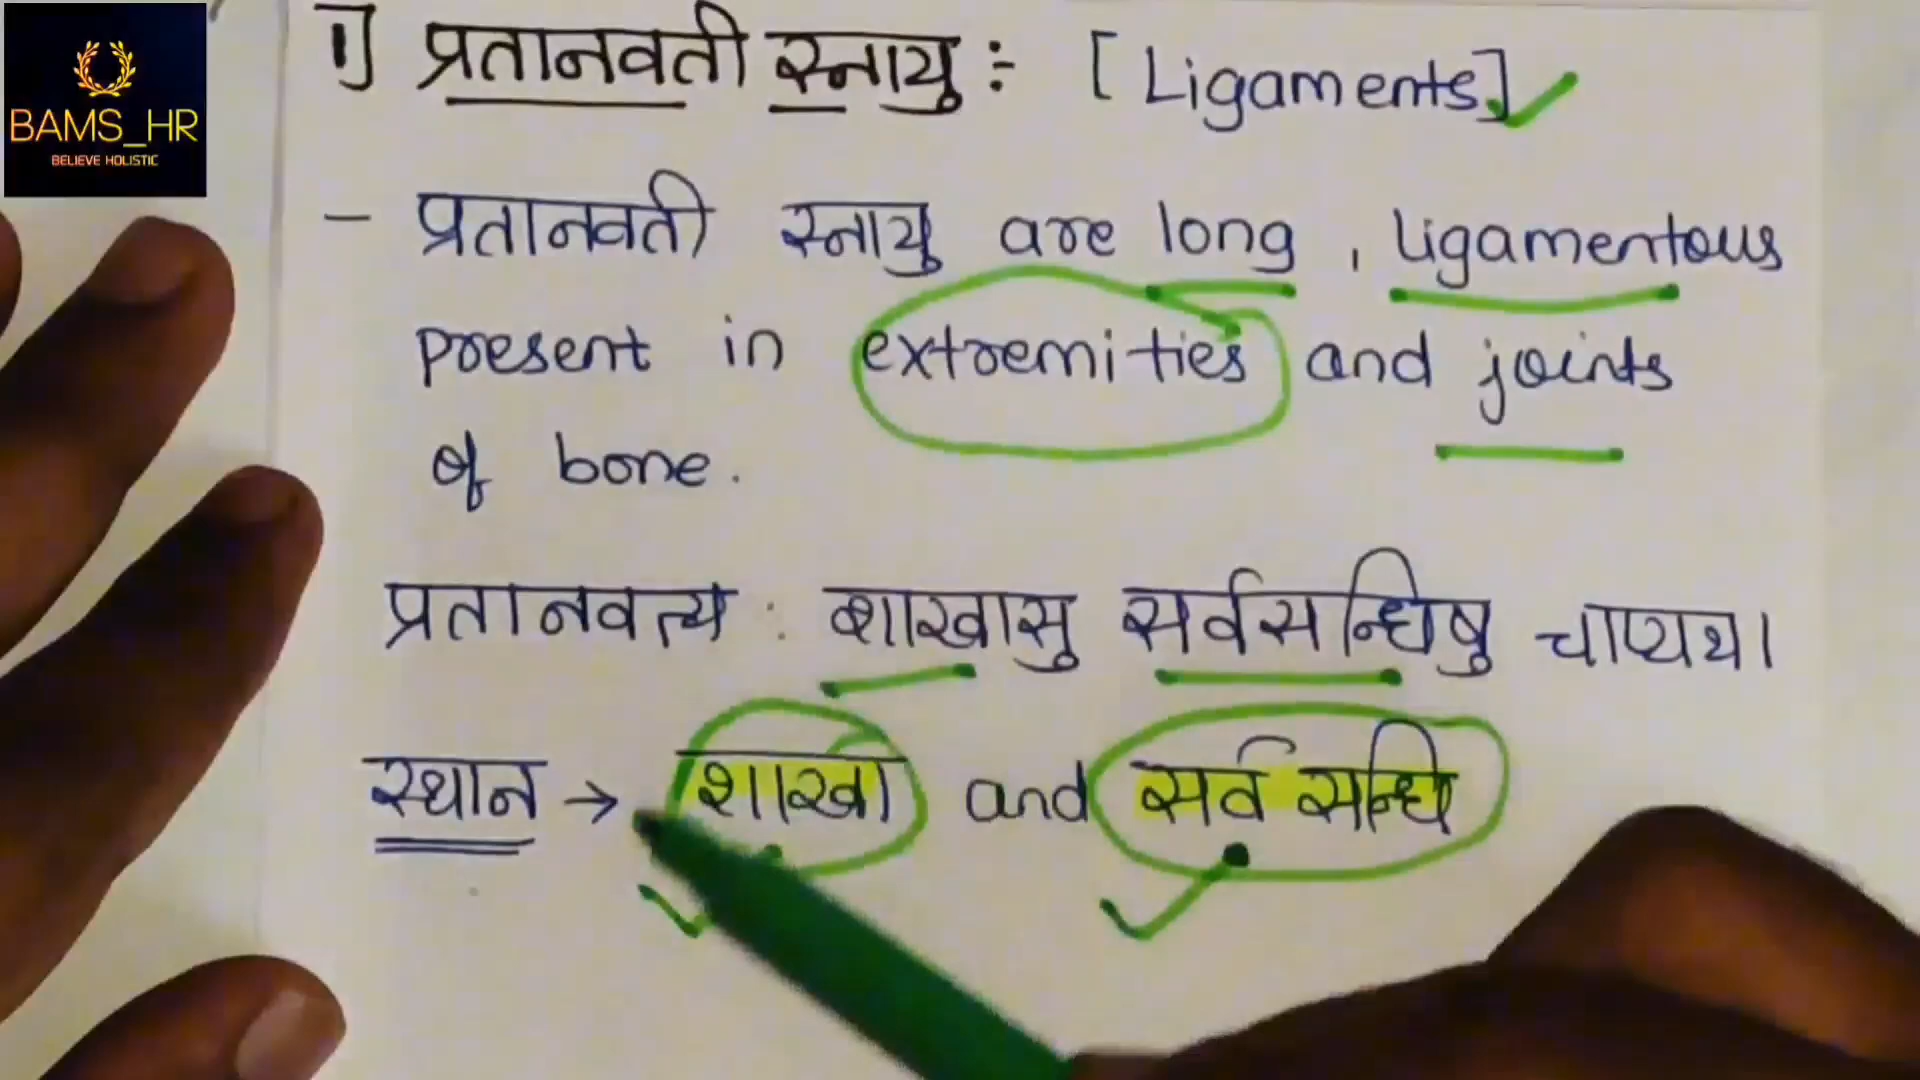 BAMS_HR
BELIEVE HOLISTIC
1] प्रतानवती स्नायु :- [Ligaments]
- प्रतानवती स्नायु are long, ligamentous
present in extremities and joints
of bone.
प्रतानवत्य: शाखासु सर्वसन्धिषु चाप्यथ।
स्थान → शाखा and सर्व सन्धि